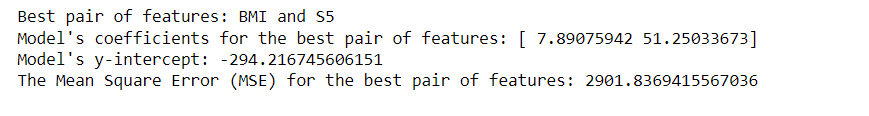 Best pair of features: BMI and S5
Model's coefficients for the best pair of features: [ 7.89075942 51.25033673]
Model's y-intercept: -294.216745606151
The Mean Square Error (MSE) for the best pair of features: 2901.8369415567036